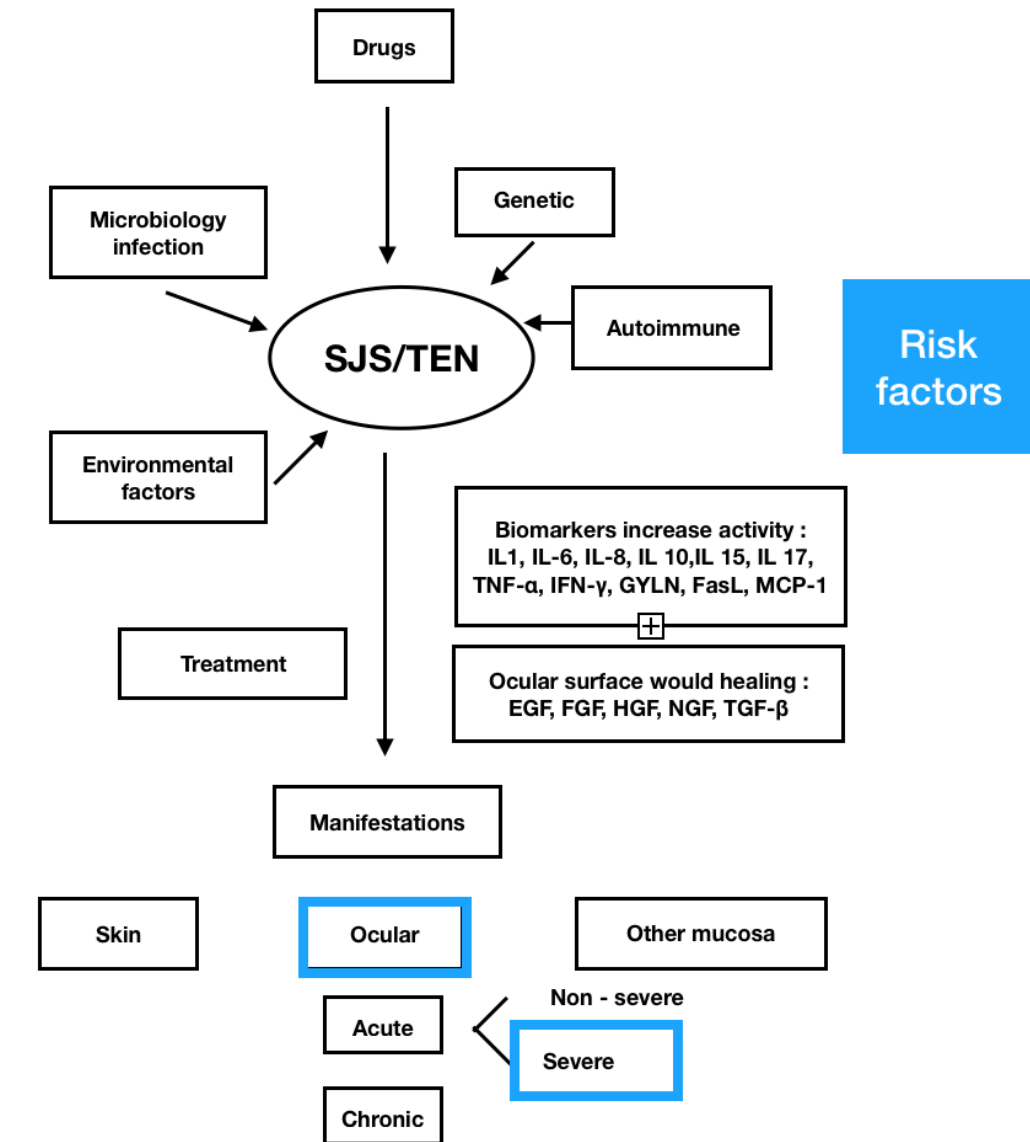 Drugs
Genetic
Microbiology
infection
Autoimmune
SJS/TEN
Risk
factors
Environmental
factors
Biomarkers increase activity :
IL1, IL-6, IL-8, IL 10,IL 15, IL 17,
TNF-α, IFN-γ, GYLN, FasL, MCP-1
+
Treatment
Ocular surface would healing :
EGF, FGF, HGF, NGF, TGF-β
Manifestations
Skin
Ocular
Other mucosa
Non - severe
Acute
Severe
Chronic